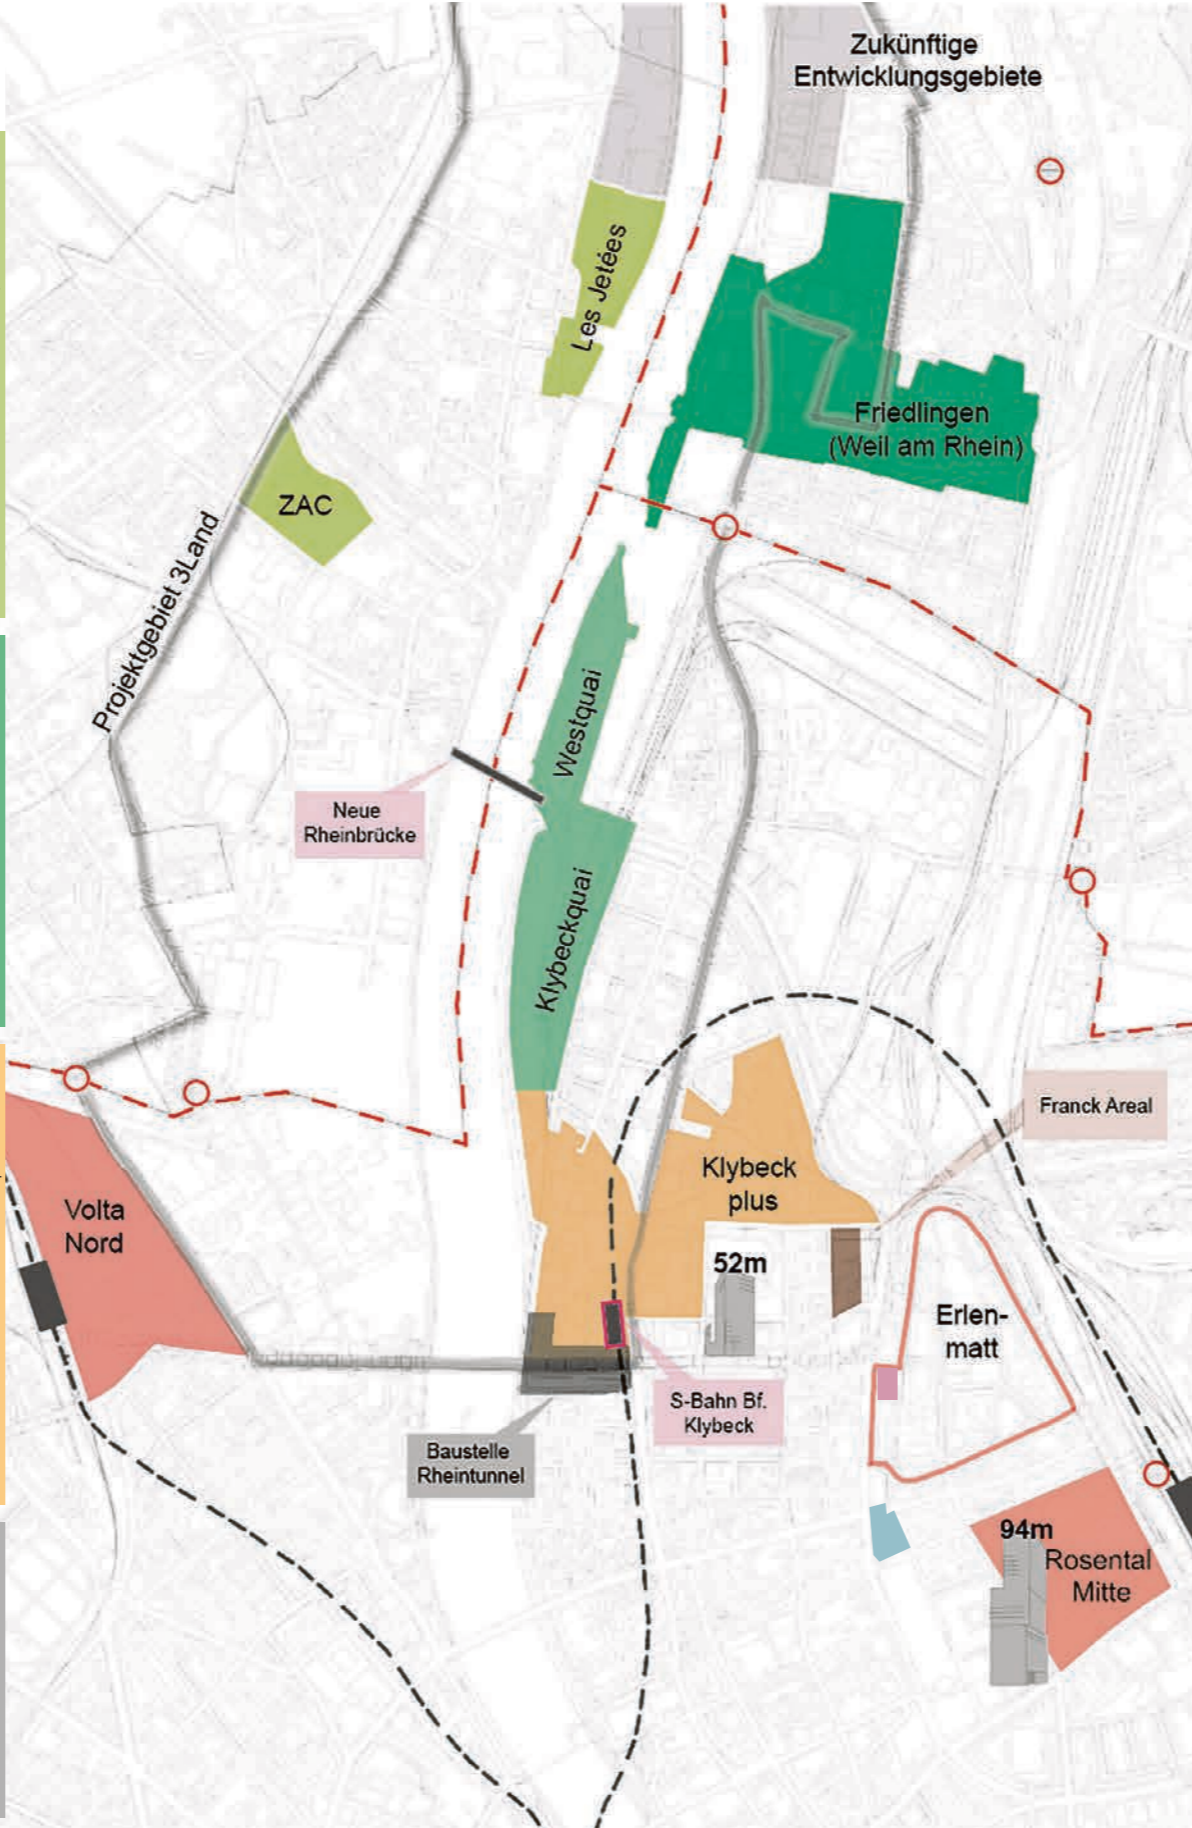 Zukünftige
Entwicklungsgebiete
Les Jetées
Friedlingen
(Weil am Rhein)
ZAC
Projektgebiet 3Land
Westquai
Neue
Rheinbrücke
Klybeckquai
Franck Areal
Klybeck
plus
Volta
Nord
52m
Erlen-
matt
S-Bahn Bf.
Klybeck
Baustelle
Rheintunnel
94m
Rosental
Mitte